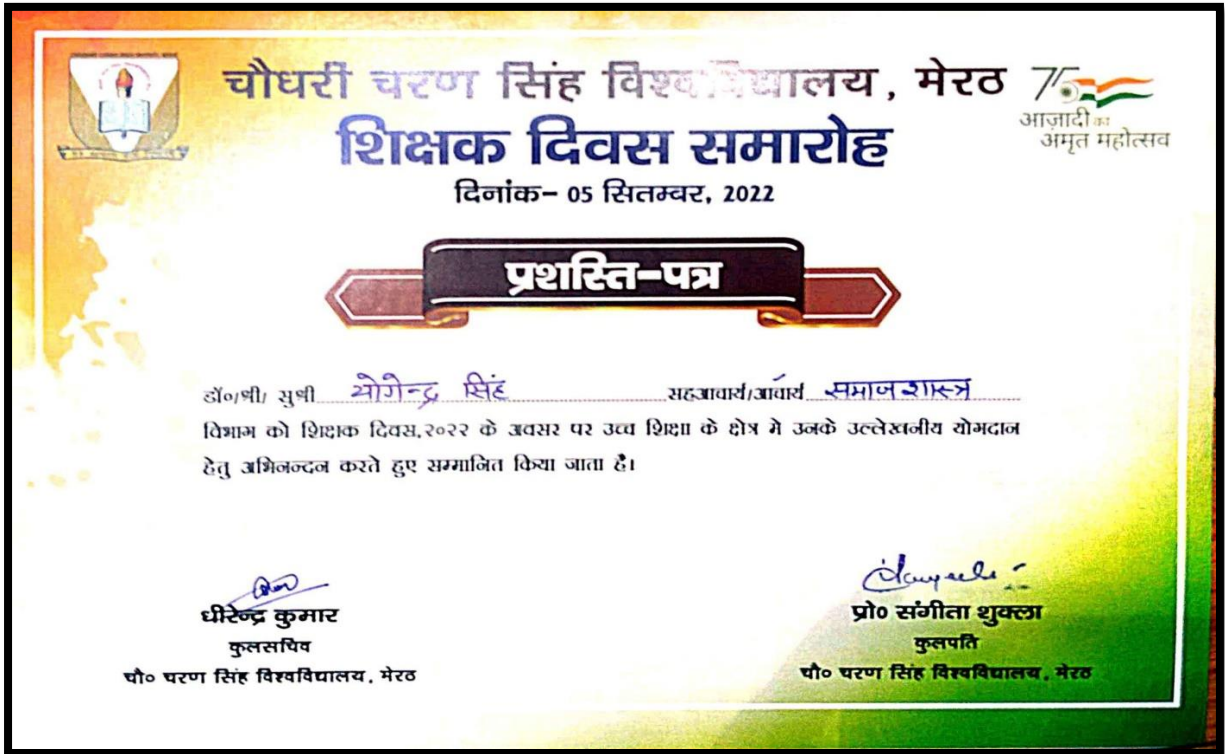 चौधरी चरण सिंह विश्वविद्यालय, मेरठ
75
आज़ादी का
अमृत महोत्सव
शिक्षक दिवस समारोह
दिनांक– 05 सितम्बर, 2022
प्रशस्ति–पत्र
डॉ०/श्री/ सुश्री योगेन्द्र सिंह सहआचार्य/आचार्य समाजशास्त्र
विभाग को शिक्षक दिवस,२०२२ के अवसर पर उच्च शिक्षा के क्षेत्र मे उनके उल्लेखनीय योगदान
हेतु अभिनन्दन करते हुए सम्मानित किया जाता है।
धीरेन्द्र कुमार
कुलसचिव
चौ० चरण सिंह विश्वविद्यालय, मेरठ
प्रो० संगीता शुक्ला
कुलपति
चौ० चरण सिंह विश्वविद्यालय, मेरठ